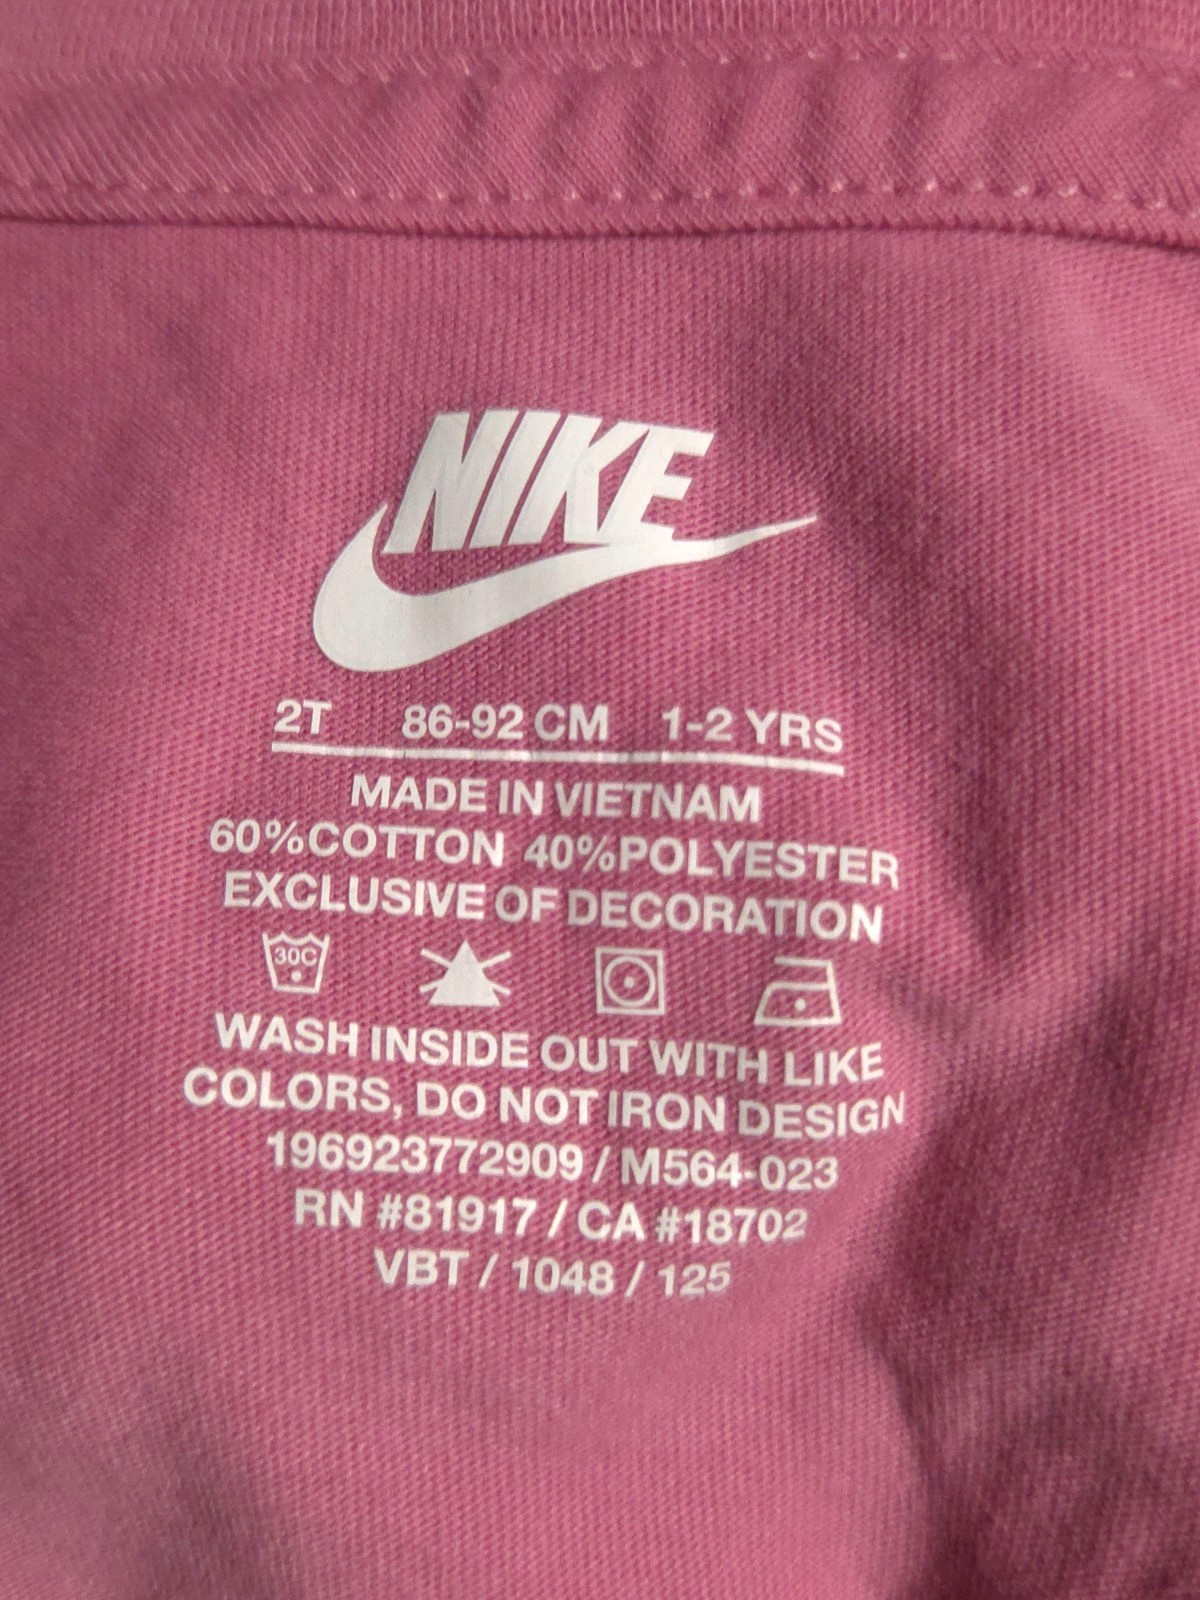 NIKE
2T 86-92 CM 1-2 YRS
MADE IN VIETNAM
60%COTTON 40%POLYESTER
EXCLUSIVE OF DECORATION
30C
WASH INSIDE OUT WITH LIKE
COLORS, DO NOT IRON DESIGN
196923772909 / M564-023
RN #81917 / CA #18702
VBT / 1048 / 125